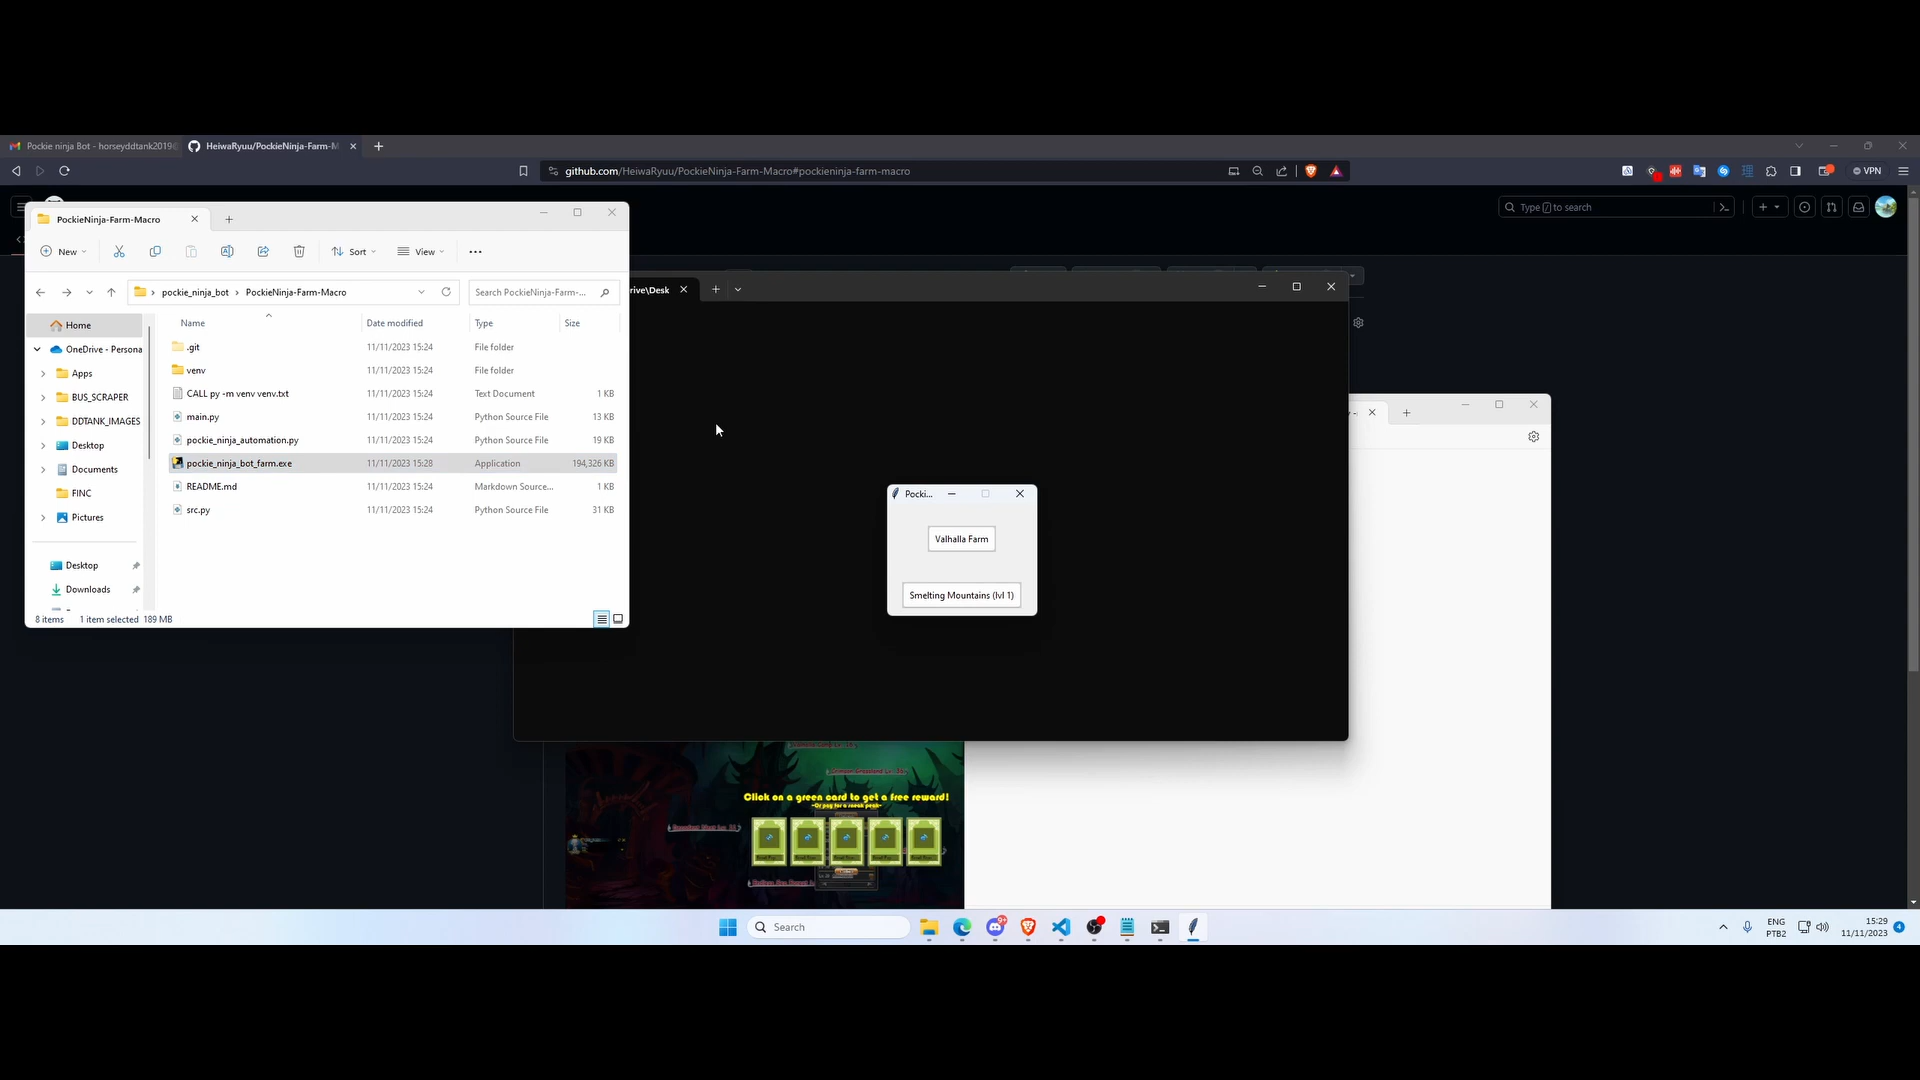 Pockie ninja Bot - horseyddtank2019@
HeiwaRyuu/PockieNinja-Farm-M
github.com/HeiwaRyuu/PockieNinja-Farm-Macro#pockieninja-farm-macro
VPN
Type / to search
PockieNinja-Farm-Macro
New
Sort
View
pockie_ninja_bot > PockieNinja-Farm-Macro
Search PockieNinja-Farm-...
rive\Desk
Name
Date modified
Type
Size
Home
OneDrive - Persona
Apps
BUS_SCRAPER
DDTANK_IMAGES
Desktop
Documents
FINC
Pictures
Desktop
Downloads
.git 11/11/2023 15:24 File folder
venv 11/11/2023 15:24 File folder
CALL py -m venv venv.txt 11/11/2023 15:24 Text Document 1 KB
main.py 11/11/2023 15:24 Python Source File 13 KB
pockie_ninja_automation.py 11/11/2023 15:24 Python Source File 19 KB
pockie_ninja_bot_farm.exe 11/11/2023 15:28 Application 194,326 KB
README.md 11/11/2023 15:24 Markdown Source... 1 KB
src.py 11/11/2023 15:24 Python Source File 31 KB
8 items 1 item selected 189 MB
Pocki...
Valhalla Farm
Smelting Mountains (lvl 1)
Click on a green card to get a free reward!
-Or pay for a sneak peek-
Search
9+
ENG
PTB2
15:29
11/11/2023
4